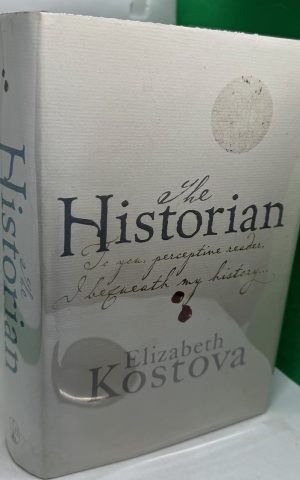 The
Historian
To you, perceptive reader,
I bequeath my history...
Elizabeth
Kostova
The
Historian